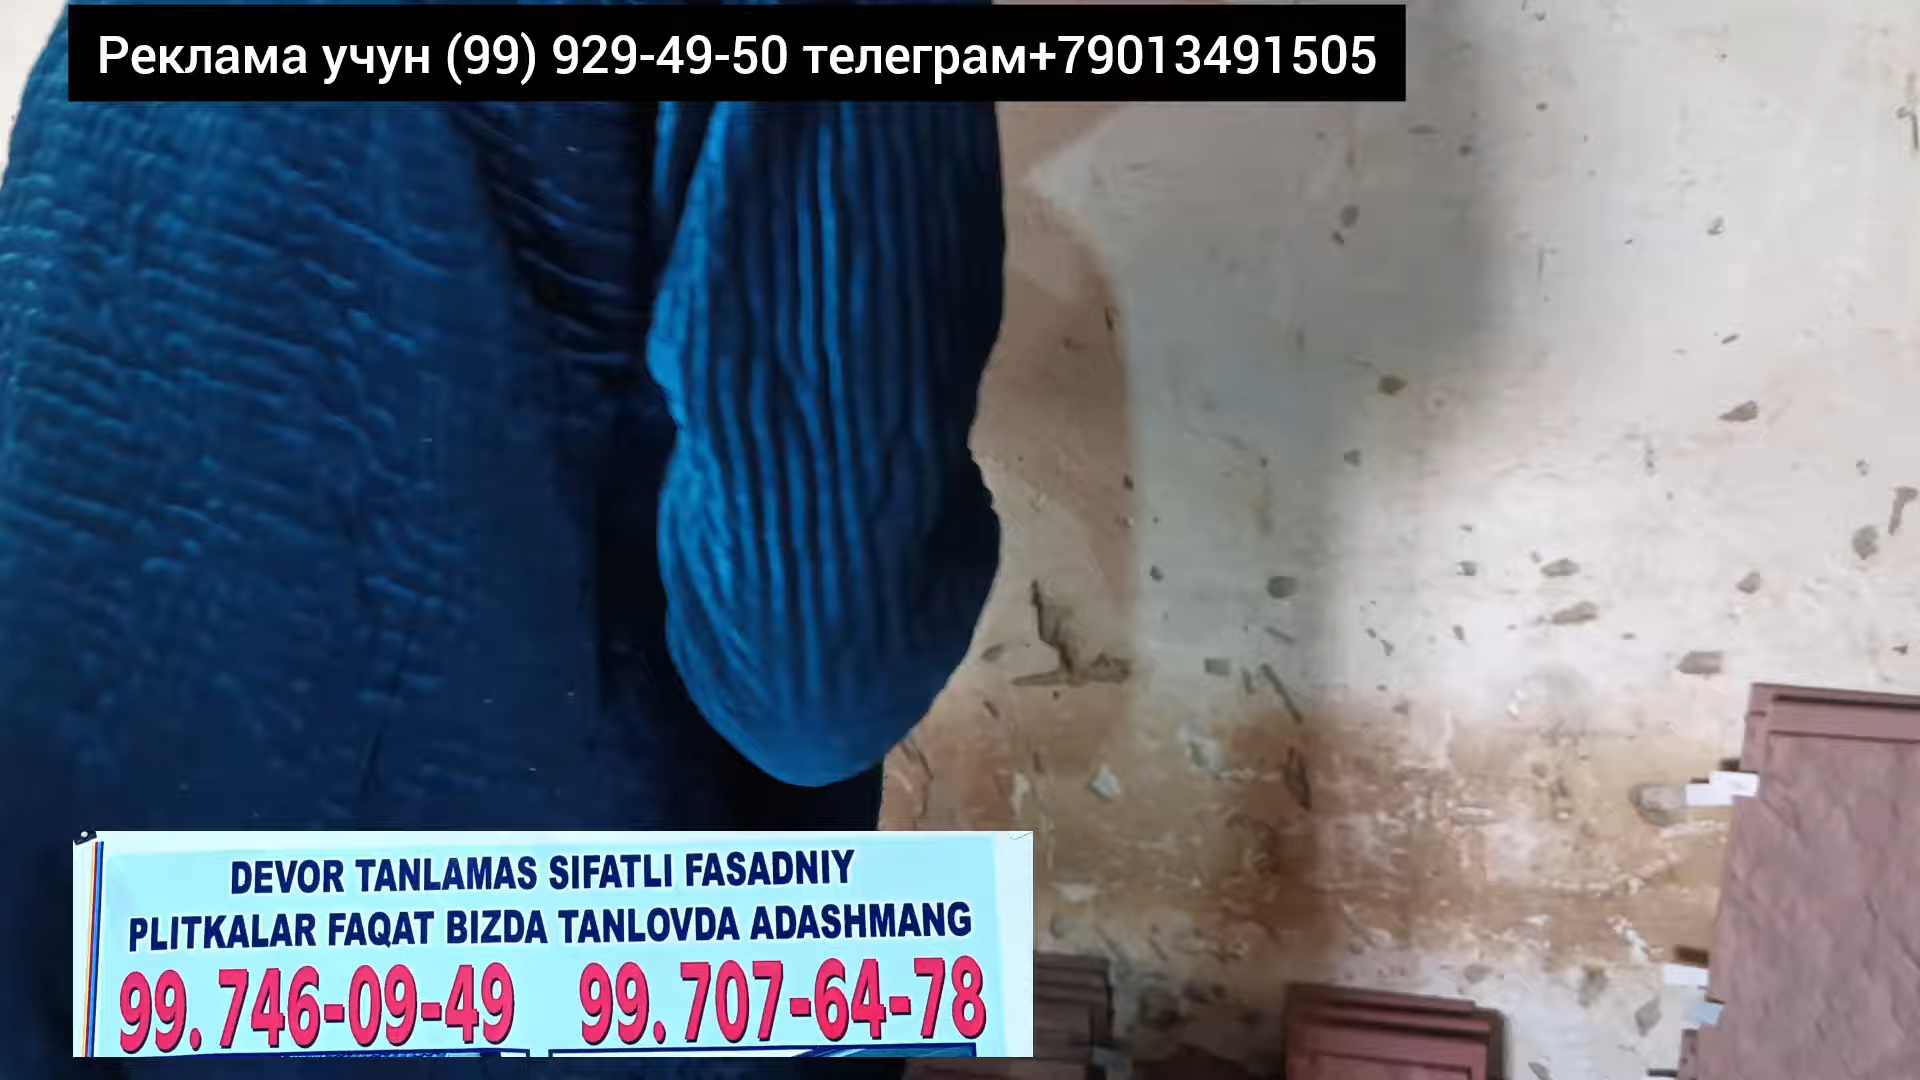 Реклама учун (99) 929-49-50 телеграм+79013491505
DEVOR TANLAMAS SIFATLI FASADNIY
PLITKALAR FAQAT BIZDA TANLOVDA ADASHMANG
99. 746-09-49 99. 707-64-78